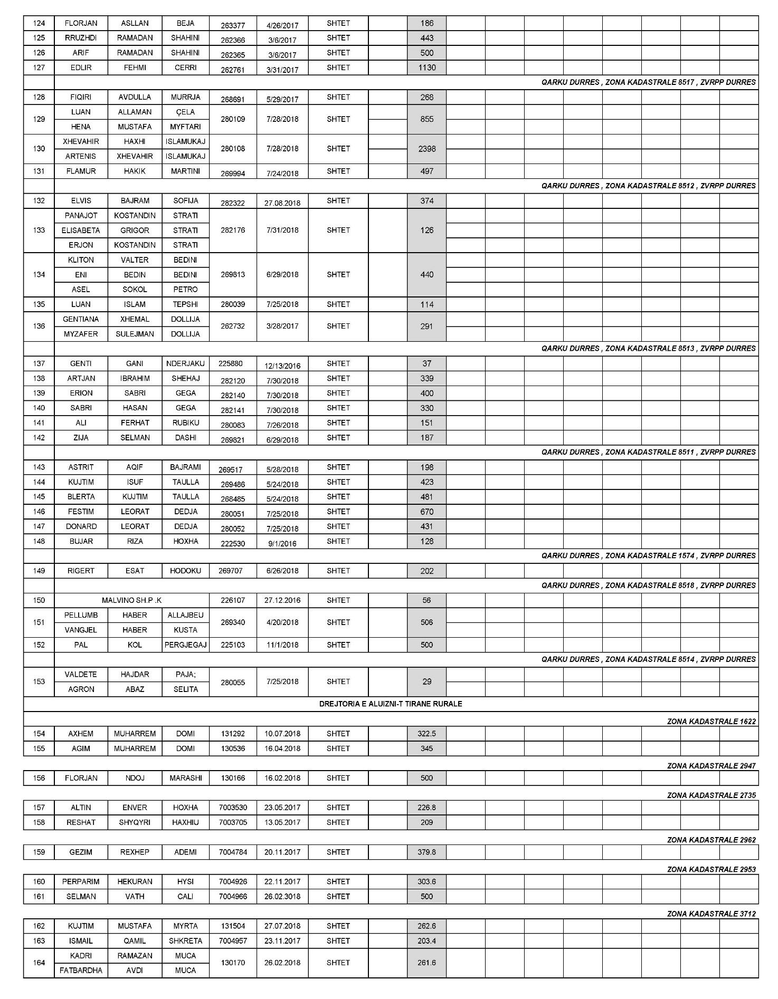 124 FLORJAN ASLLAN BEJA 263377 4/26/2017 SHTET 186
125 RRUZHDI RAMADAN SHAHINI 262366 3/6/2017 SHTET 443
126 ARIF RAMADAN SHAHINI 262365 3/6/2017 SHTET 500
127 EDLIR FEHMI CERRI 262761 3/31/2017 SHTET 1130
QARKU DURRES , ZONA KADASTRALE 8517 , ZVRPP DURRES
128 FIQIRI AVDULLA MURRJA 268691 5/29/2017 SHTET 268
LUAN ALLAMAN ÇELA
129 280109 7/28/2018 SHTET 855
HENA MUSTAFA MYFTARI
XHEVAHIR HAXHI ISLAMUKAJ
130 280108 7/28/2018 SHTET 2398
ARTENIS XHEVAHIR ISLAMUKAJ
131 FLAMUR HAKIK MARTINI 269994 7/24/2018 SHTET 497
QARKU DURRES , ZONA KADASTRALE 8512 , ZVRPP DURRES
132 ELVIS BAJRAM SOFIJA 282322 27.08.2018 SHTET 374
PANAJOT KOSTANDIN STRATI
133 ELISABETA GRIGOR STRATI 282176 7/31/2018 SHTET 126
ERJON KOSTANDIN STRATI
KLITON VALTER BEDINI
134 ENI BEDIN BEDINI 269813 6/29/2018 SHTET 440
ASEL SOKOL PETRO
135 LUAN ISLAM TEPSHI 280039 7/25/2018 SHTET 114
GENTIANA XHEMAL DOLLIJA
136 262732 3/28/2017 SHTET 291
MYZAFER SULEJMAN DOLLIJA
QARKU DURRES , ZONA KADASTRALE 8513 , ZVRPP DURRES
137 GENTI GANI NDERJAKU 225880 12/13/2016 SHTET 37
138 ARTJAN IBRAHIM SHEHAJ 282120 7/30/2018 SHTET 339
139 ERION SABRI GEGA 282140 7/30/2018 SHTET 400
140 SABRI HASAN GEGA 282141 7/30/2018 SHTET 330
141 ALI FERHAT RUBIKU 280083 7/26/2018 SHTET 151
142 ZIJA SELMAN DASHI 269821 6/29/2018 SHTET 187
QARKU DURRES , ZONA KADASTRALE 8511 , ZVRPP DURRES
143 ASTRIT AQIF BAJRAMI 269517 5/28/2018 SHTET 198
144 KUJTIM ISUF TAULLA 269486 5/24/2018 SHTET 423
145 BLERTA KUJTIM TAULLA 268485 5/24/2018 SHTET 481
146 FESTIM LEORAT DEDJA 280051 7/25/2018 SHTET 670
147 DONARD LEORAT DEDJA 280052 7/25/2018 SHTET 431
148 BUJAR RIZA HOXHA 222530 9/1/2016 SHTET 128
QARKU DURRES , ZONA KADASTRALE 1574 , ZVRPP DURRES
149 RIGERT ESAT HODOKU 269707 6/26/2018 SHTET 202
QARKU DURRES , ZONA KADASTRALE 8518 , ZVRPP DURRES
150 MALVINO SH.P .K 226107 27.12.2016 SHTET 56
PELLUMB HABER ALLAJBEU
151 269340 4/20/2018 SHTET 506
VANGJEL HABER KUSTA
152 PAL KOL PERGJEGAJ 225103 11/1/2018 SHTET 500
QARKU DURRES , ZONA KADASTRALE 8514 , ZVRPP DURRES
VALDETE HAJDAR PAJA;
153 280055 7/25/2018 SHTET 29
AGRON ABAZ SELITA
DREJTORIA E ALUIZNI-T TIRANE RURALE
ZONA KADASTRALE 1622
154 AXHEM MUHARREM DOMI 131292 10.07.2018 SHTET 322.5
155 AGIM MUHARREM DOMI 130536 16.04.2018 SHTET 345
ZONA KADASTRALE 2947
156 FLORJAN NDOJ MARASHI 130166 16.02.2018 SHTET 500
ZONA KADASTRALE 2735
157 ALTIN ENVER HOXHA 7003530 23.05.2017 SHTET 226.8
158 RESHAT SHYQYRI HAXHIU 7003705 13.05.2017 SHTET 209
ZONA KADASTRALE 2962
159 GEZIM REXHEP ADEMI 7004784 20.11.2017 SHTET 379.8
ZONA KADASTRALE 2953
160 PERPARIM HEKURAN HYSI 7004926 22.11.2017 SHTET 303.6
161 SELMAN VATH CALI 7004966 26.02.3018 SHTET 500
ZONA KADASTRALE 3712
162 KUJTIM MUSTAFA MYRTA 131504 27.07.2018 SHTET 262.6
163 ISMAIL QAMIL SHKRETA 7004957 23.11.2017 SHTET 203.4
KADRI RAMAZAN MUCA
164 130170 26.02.2018 SHTET 261.6
FATBARDHA AVDI MUCA